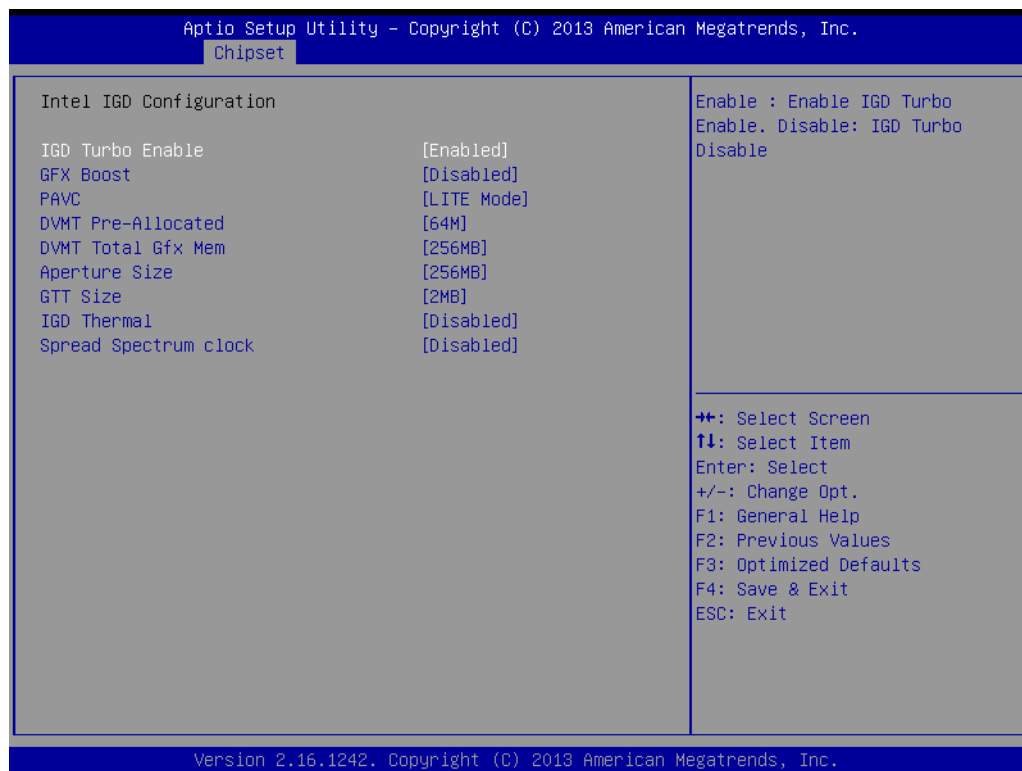 Aptio Setup Utility – Copyright (C) 2013 American Megatrends, Inc.
Chipset
Intel IGD Configuration
IGD Turbo Enable [Enabled]
GFX Boost [Disabled]
PAVC [LITE Mode]
DVMT Pre-Allocated [64M]
DVMT Total Gfx Mem [256MB]
Aperture Size [256MB]
GTT Size [2MB]
IGD Thermal [Disabled]
Spread Spectrum clock [Disabled]
Enable : Enable IGD Turbo
Enable. Disable: IGD Turbo
Disable
→←: Select Screen
↑↓: Select Item
Enter: Select
+/-: Change Opt.
F1: General Help
F2: Previous Values
F3: Optimized Defaults
F4: Save & Exit
ESC: Exit
Version 2.16.1242. Copyright (C) 2013 American Megatrends, Inc.